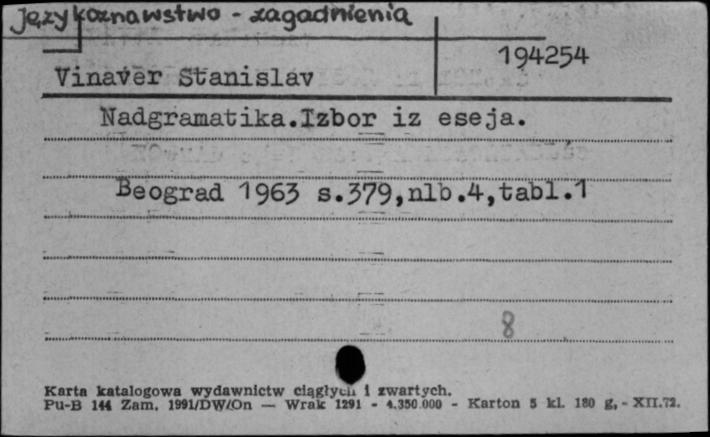 Językoznawstwo - zagadnienia
194254
Vinaver Stanislav
Nadgramatika.Izbor iz eseja.
Beograd 1963 s.379,nlb.4,tabl.1
8
Karta katalogowa wydawnictw ciągłych i zwartych.
Pu-B 144 Zam. 1991/DW/On — Wrak 1291 - 4.350.000 - Karton 5 kl. 180 g, - XII.72.